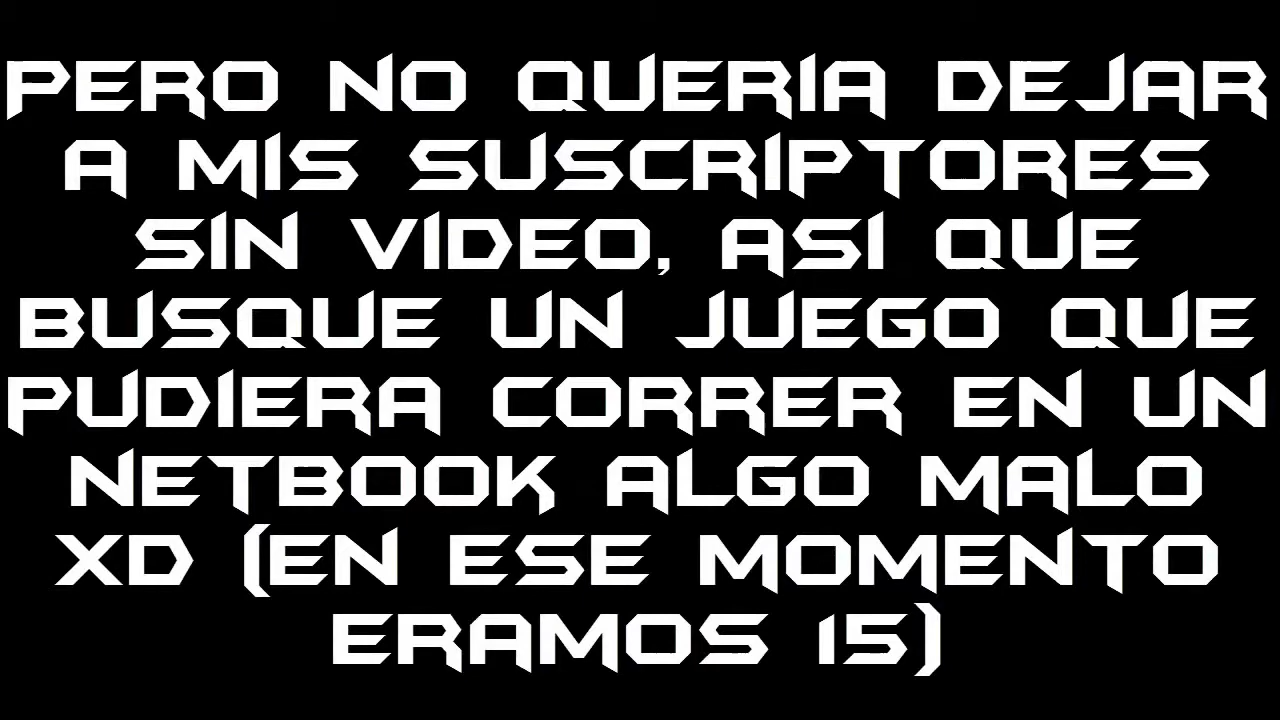 PERO NO QUERIA DEJAR
A MIS SUSCRIPTORES
SIN VIDEO, ASI QUE
BUSQUE UN JUEGO QUE
PUDIERA CORRER EN UN
NETBOOK ALGO MALO
XD (EN ESE MOMENTO
ERAMOS 15)